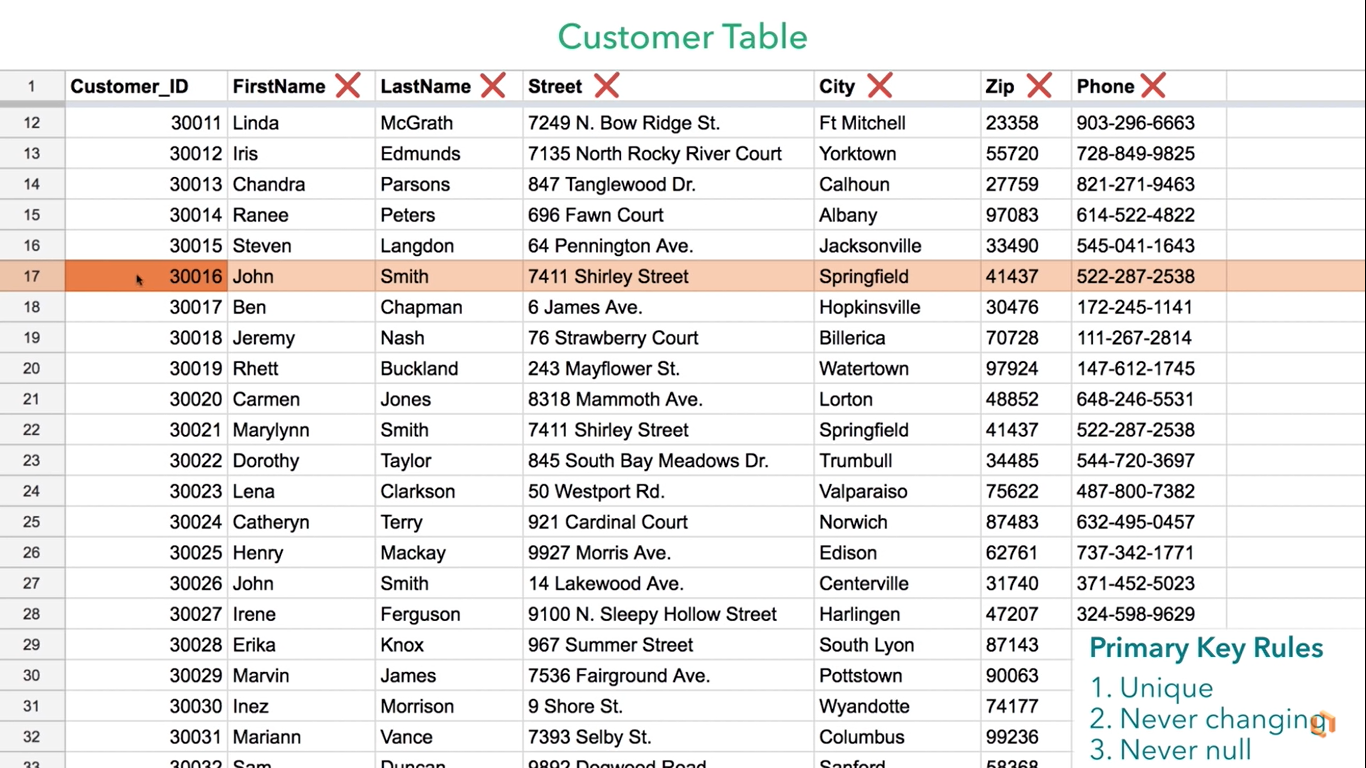 Customer Table
1 Customer_ID FirstName LastName Street City Zip Phone
12 30011 Linda McGrath 7249 N. Bow Ridge St. Ft Mitchell 23358 903-296-6663
13 30012 Iris Edmunds 7135 North Rocky River Court Yorktown 55720 728-849-9825
14 30013 Chandra Parsons 847 Tanglewood Dr. Calhoun 27759 821-271-9463
15 30014 Ranee Peters 696 Fawn Court Albany 97083 614-522-4822
16 30015 Steven Langdon 64 Pennington Ave. Jacksonville 33490 545-041-1643
17 30016 John Smith 7411 Shirley Street Springfield 41437 522-287-2538
18 30017 Ben Chapman 6 James Ave. Hopkinsville 30476 172-245-1141
19 30018 Jeremy Nash 76 Strawberry Court Billerica 70728 111-267-2814
20 30019 Rhett Buckland 243 Mayflower St. Watertown 97924 147-612-1745
21 30020 Carmen Jones 8318 Mammoth Ave. Lorton 48852 648-246-5531
22 30021 Marylynn Smith 7411 Shirley Street Springfield 41437 522-287-2538
23 30022 Dorothy Taylor 845 South Bay Meadows Dr. Trumbull 34485 544-720-3697
24 30023 Lena Clarkson 50 Westport Rd. Valparaiso 75622 487-800-7382
25 30024 Catheryn Terry 921 Cardinal Court Norwich 87483 632-495-0457
26 30025 Henry Mackay 9927 Morris Ave. Edison 62761 737-342-1771
27 30026 John Smith 14 Lakewood Ave. Centerville 31740 371-452-5023
28 30027 Irene Ferguson 9100 N. Sleepy Hollow Street Harlingen 47207 324-598-9629
29 30028 Erika Knox 967 Summer Street South Lyon 87143
30 30029 Marvin James 7536 Fairground Ave. Pottstown 90063
31 30030 Inez Morrison 9 Shore St. Wyandotte 74177
32 30031 Mariann Vance 7393 Selby St. Columbus 99236
33 30032 Sam Duncan 9892 Dogwood Road Sanford 58368
Primary Key Rules
1. Unique
2. Never changing
3. Never null